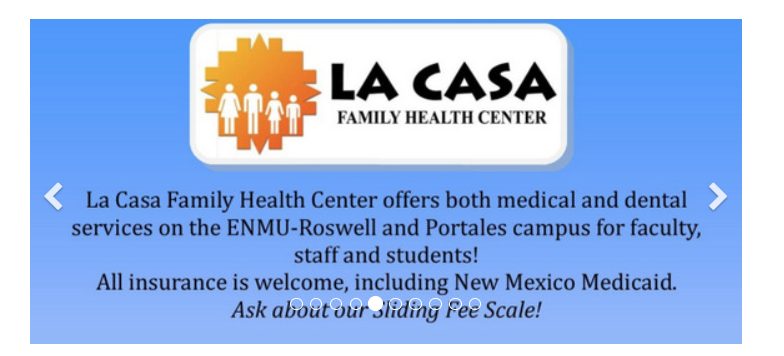 LA CASA
FAMILY HEALTH CENTER
La Casa Family Health Center offers both medical and dental
services on the ENMU-Roswell and Portales campus for faculty,
staff and students!
All insurance is welcome, including New Mexico Medicaid.
Ask about our Sliding Fee Scale!